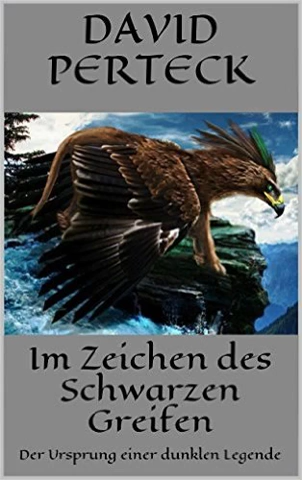 DAVID
PERTECK
Im Zeichen des
Schwarzen
Greifen
Der Ursprung einer dunklen Legende